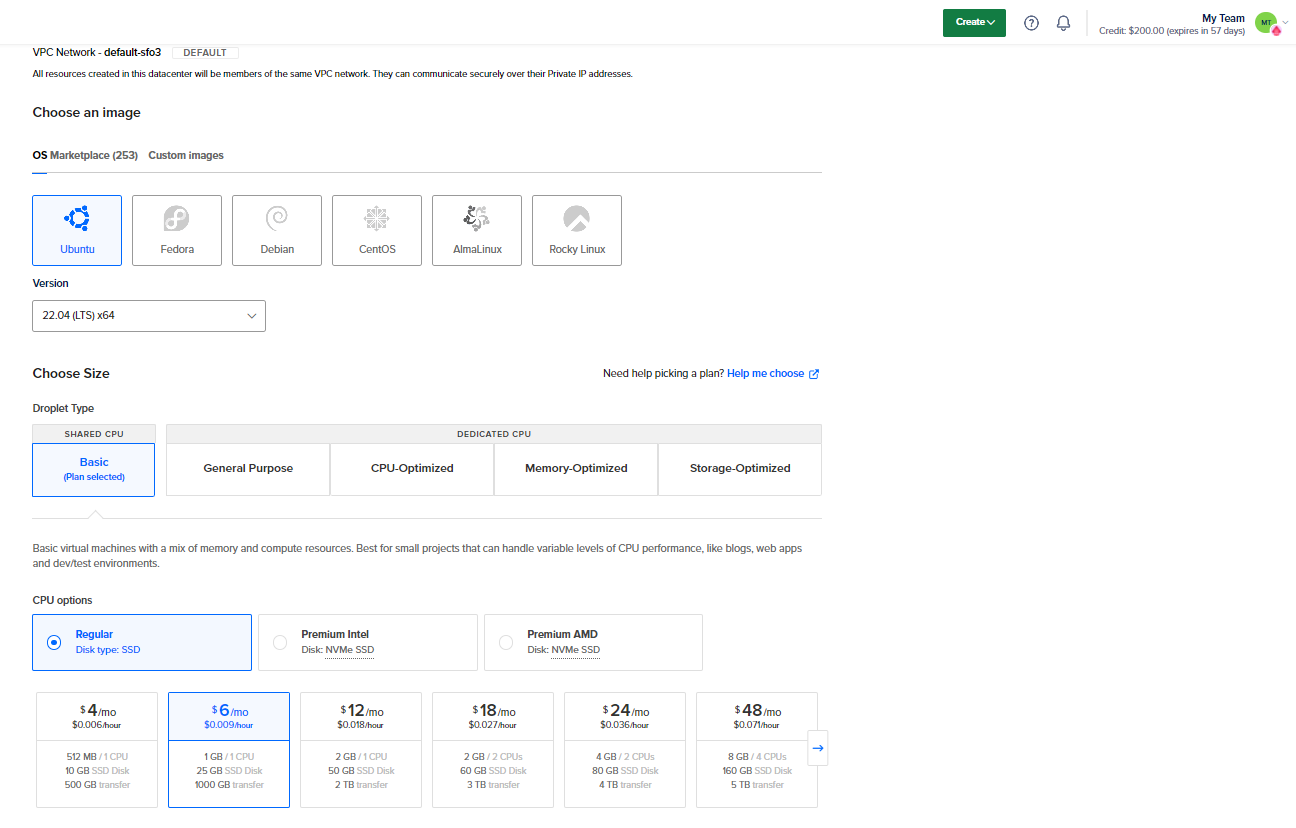 Create
My Team
Credit: $200.00 (expires in 57 days)
MT
VPC Network - default-sfo3 DEFAULT
All resources created in this datacenter will be members of the same VPC network. They can communicate securely over their Private IP addresses.
Choose an image
OS Marketplace (253) Custom images
Ubuntu Fedora Debian CentOS AlmaLinux Rocky Linux
Version
22.04 (LTS) x64
Choose Size
Need help picking a plan? Help me choose
Droplet Type
SHARED CPU DEDICATED CPU
Basic
(Plan selected)
General Purpose CPU-Optimized Memory-Optimized Storage-Optimized
Basic virtual machines with a mix of memory and compute resources. Best for small projects that can handle variable levels of CPU performance, like blogs, web apps
and dev/test environments.
CPU options
Regular
Disk type: SSD
Premium Intel
Disk: NVMe SSD
Premium AMD
Disk: NVMe SSD
$4/mo
$0.006/hour
512 MB / 1 CPU
10 GB SSD Disk
500 GB transfer
$6/mo
$0.009/hour
1 GB / 1 CPU
25 GB SSD Disk
1000 GB transfer
$12/mo
$0.018/hour
2 GB / 1 CPU
50 GB SSD Disk
2 TB transfer
$18/mo
$0.027/hour
2 GB / 2 CPUs
60 GB SSD Disk
3 TB transfer
$24/mo
$0.036/hour
4 GB / 2 CPUs
80 GB SSD Disk
4 TB transfer
$48/mo
$0.071/hour
8 GB / 4 CPUs
160 GB SSD Disk
5 TB transfer